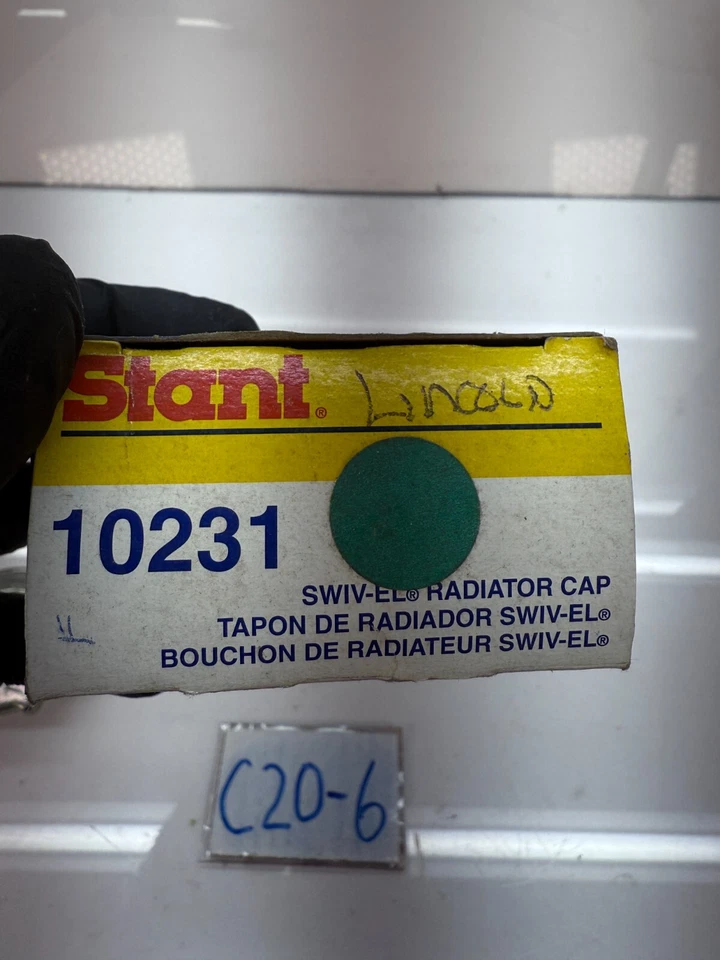 Stant® LINCOLN
10231
SWIV-EL® RADIATOR CAP
TAPON DE RADIADOR SWIV-EL®
BOUCHON DE RADIATEUR SWIV-EL®
C20-6